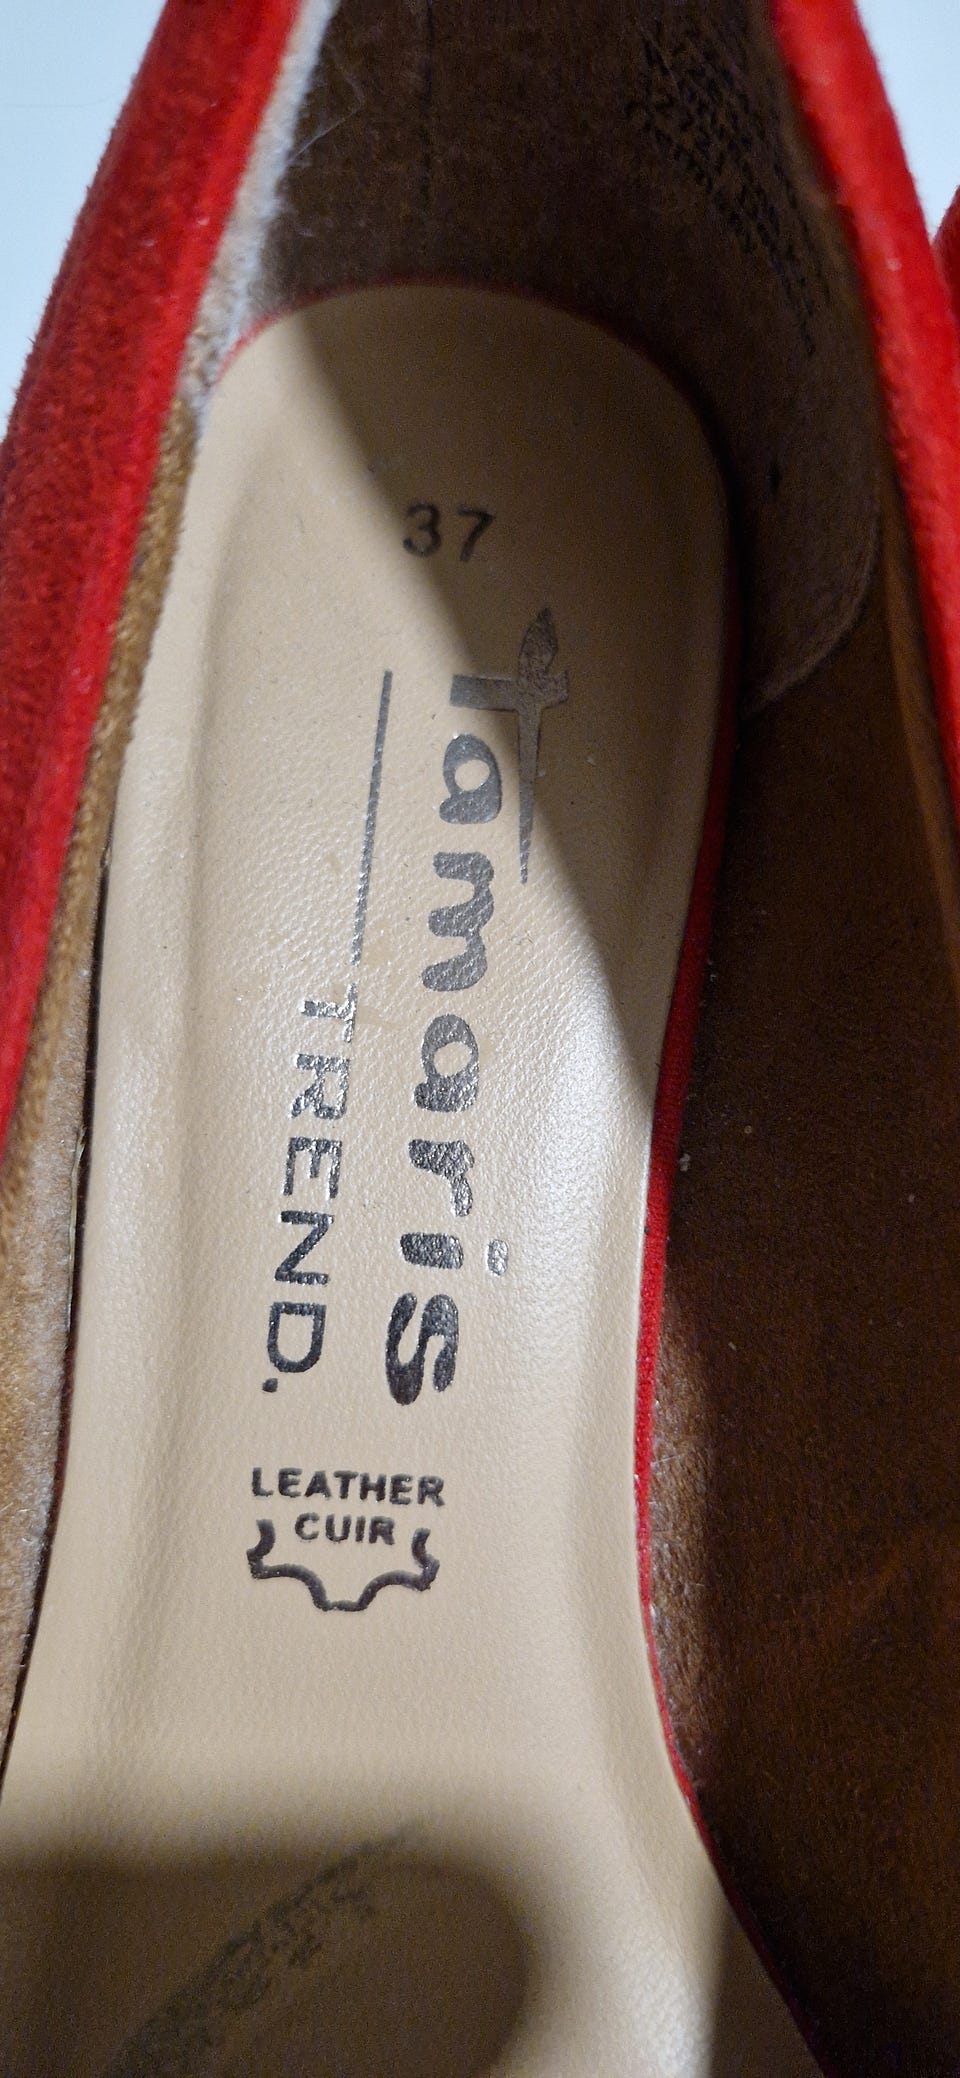 37
Tamaris
TREND.
LEATHER
CUIR